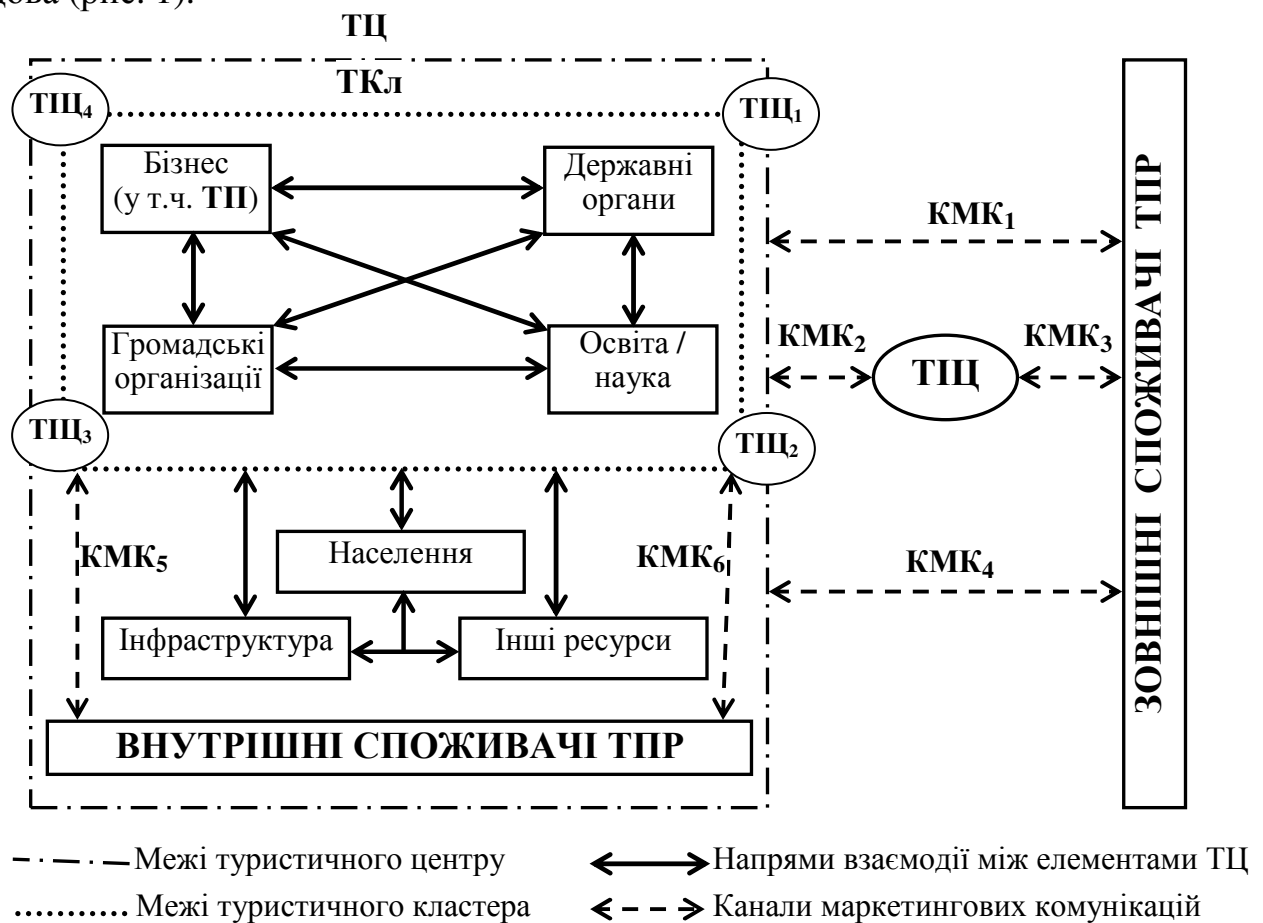 дова (рис. 1).
ТЦ
ТКл
ТІЦ₄
ТІЦ₁
Бізнес
(у т.ч. ТП)
Державні
органи
КМК₁
Громадські
організації
Освіта /
наука
КМК₂
ТІЦ
КМК₃
ТІЦ₃
ТІЦ₂
Населення
КМК₅
КМК₆
КМК₄
Інфраструктура
Інші ресурси
ВНУТРІШНІ СПОЖИВАЧІ ТПР
ЗОВНІШНІ СПОЖИВАЧІ ТПР
Межі туристичного центру
Напрями взаємодії між елементами ТЦ
Межі туристичного кластера
Канали маркетингових комунікацій